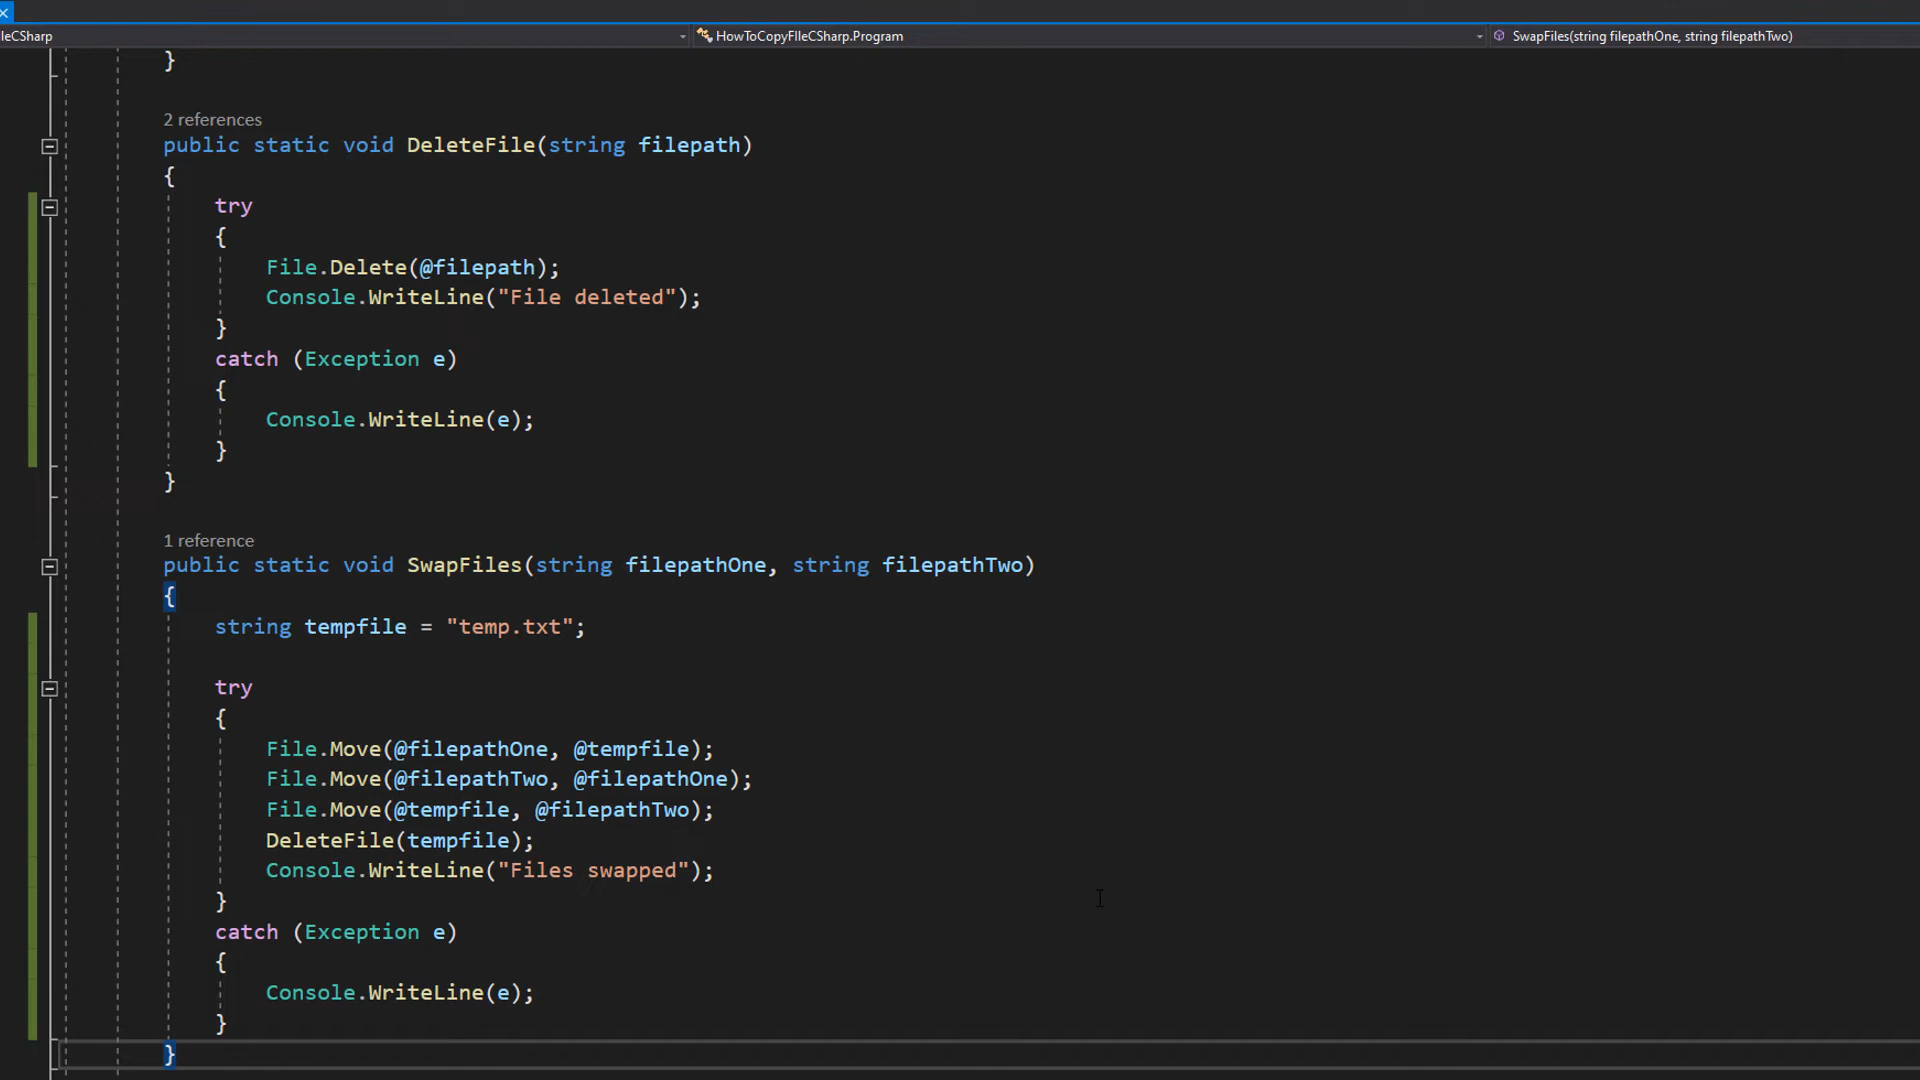 leCSharp
HowToCopyFIleCSharp.Program
SwapFiles(string filepathOne, string filepathTwo)
}
2 references
public static void DeleteFile(string filepath)
{
try
{
File.Delete(@filepath);
Console.WriteLine("File deleted");
}
catch (Exception e)
{
Console.WriteLine(e);
}
}
1 reference
public static void SwapFiles(string filepathOne, string filepathTwo)
{
string tempfile = "temp.txt";
try
{
File.Move(@filepathOne, @tempfile);
File.Move(@filepathTwo, @filepathOne);
File.Move(@tempfile, @filepathTwo);
DeleteFile(tempfile);
Console.WriteLine("Files swapped");
}
catch (Exception e)
{
Console.WriteLine(e);
}
}